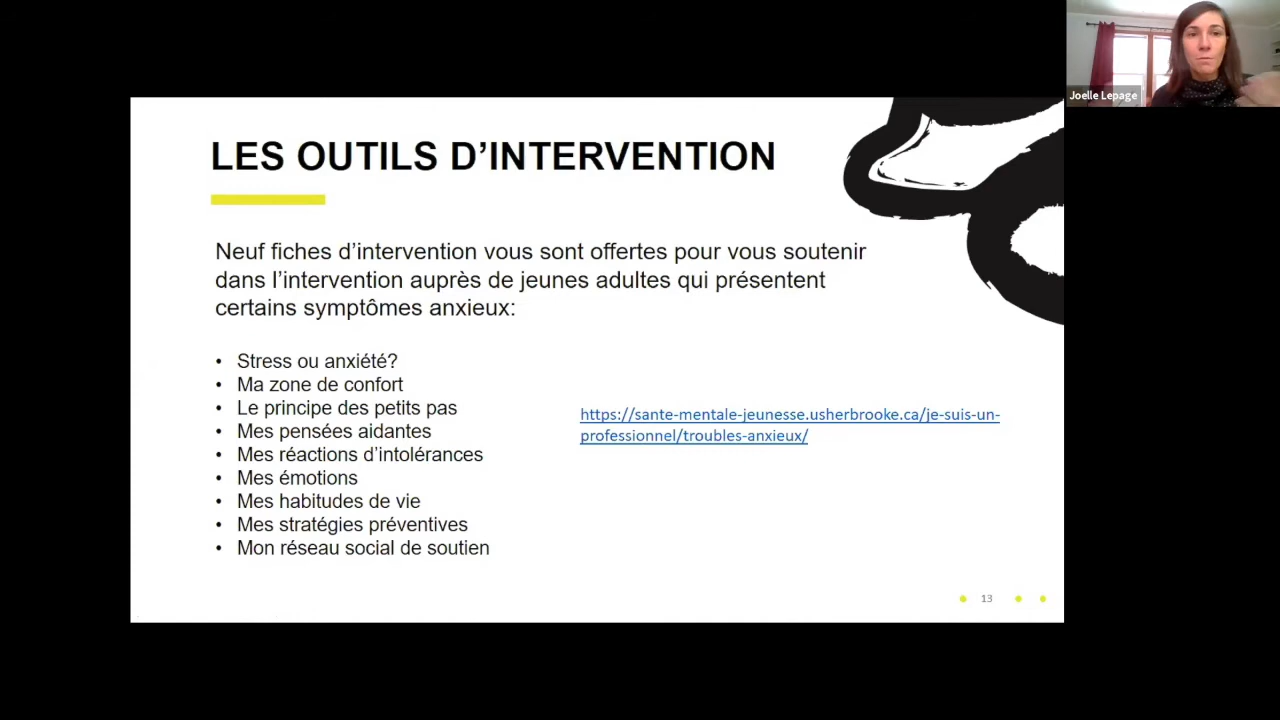 Joelle Lepage
LES OUTILS D’INTERVENTION
Neuf fiches d’intervention vous sont offertes pour vous soutenir
dans l’intervention auprès de jeunes adultes qui présentent
certains symptômes anxieux:
• Stress ou anxiété?
• Ma zone de confort
• Le principe des petits pas
• Mes pensées aidantes
• Mes réactions d’intolérances
• Mes émotions
• Mes habitudes de vie
• Mes stratégies préventives
• Mon réseau social de soutien
https://sante-mentale-jeunesse.usherbrooke.ca/je-suis-un-
professionnel/troubles-anxieux/
13